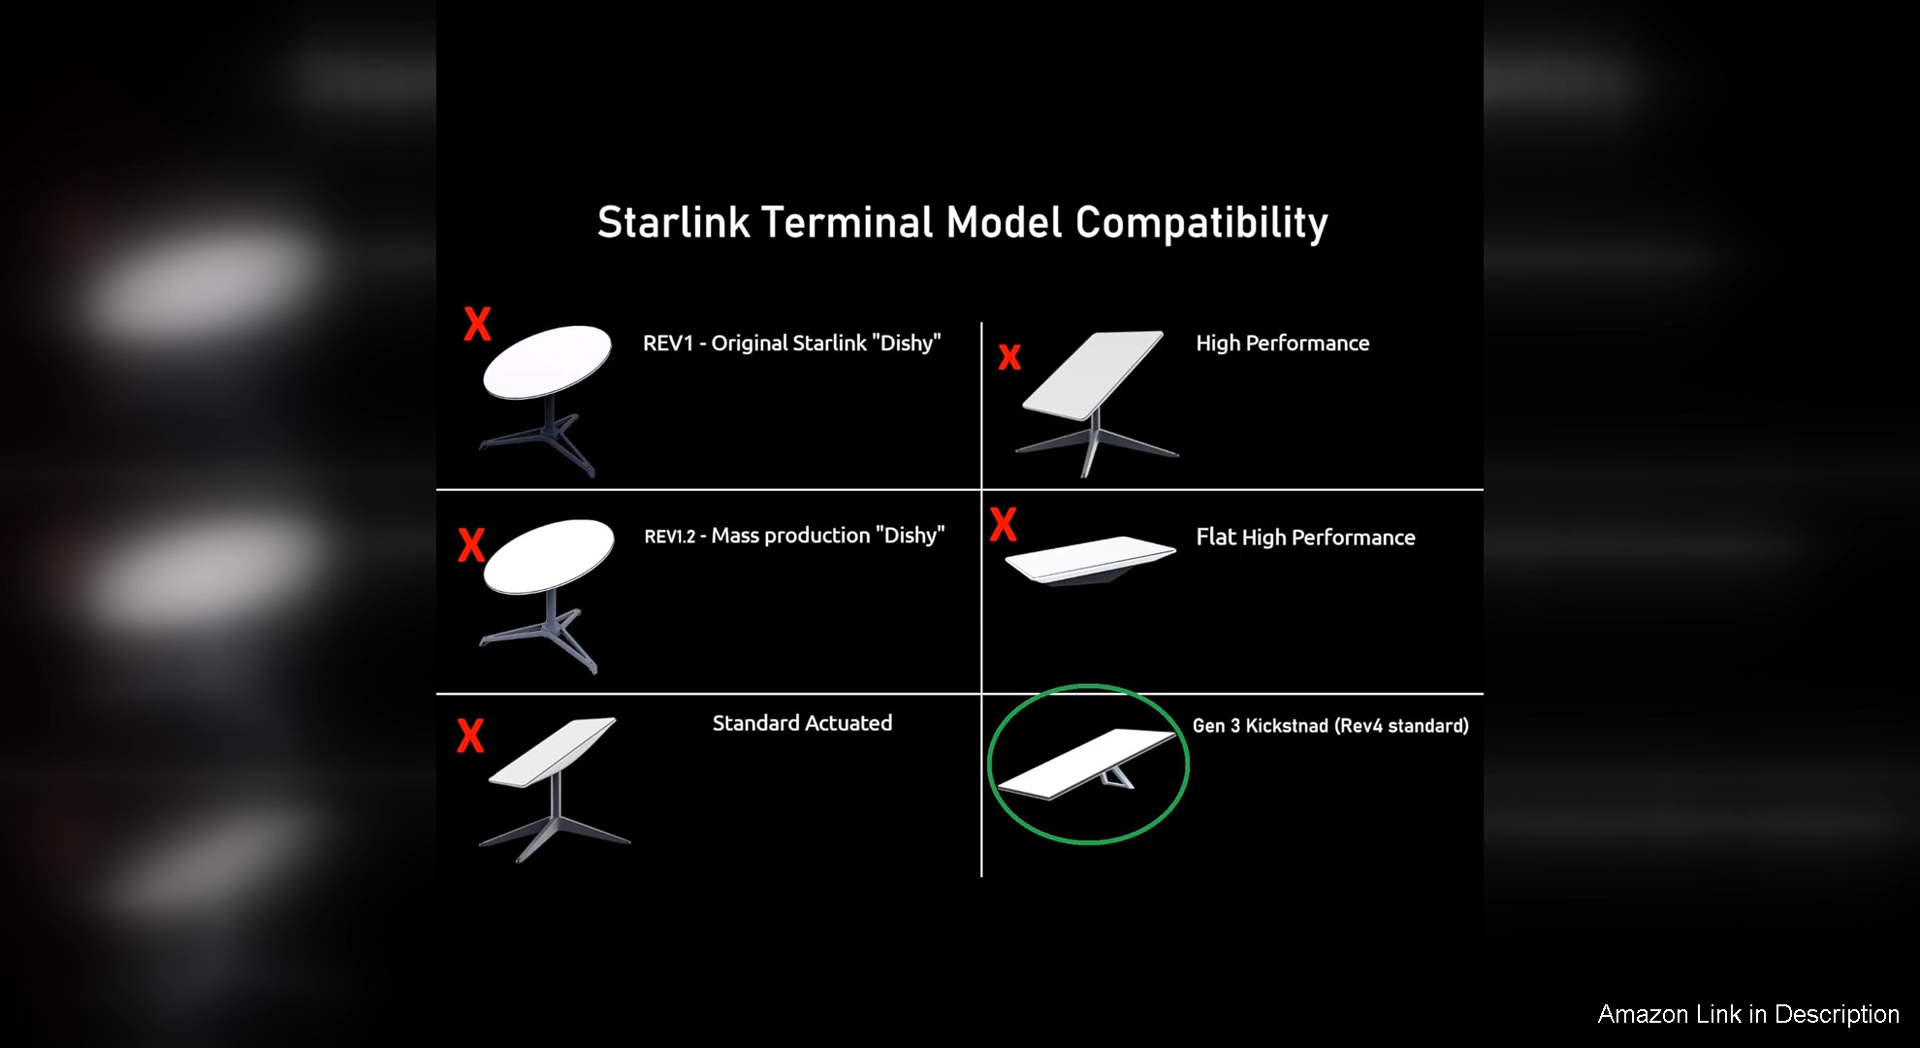 Starlink Terminal Model Compatibility
X
REV1 - Original Starlink "Dishy"
X
High Performance
X
REV1.2 - Mass production "Dishy"
X
Flat High Performance
X
Standard Actuated
Gen 3 Kickstnad (Rev4 standard)
Amazon Link in Description